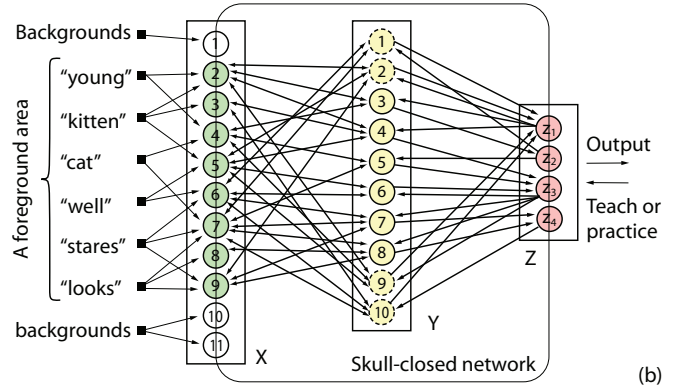 Backgrounds
"young"
"kitten"
"cat"
"well"
"stares"
"looks"
backgrounds
A foreground area
1
2
3
4
5
6
7
8
9
10
11
X
1
2
3
4
5
6
7
8
9
10
Y
z1
z2
z3
z4
Z
Output
Teach or
practice
Skull-closed network
(b)